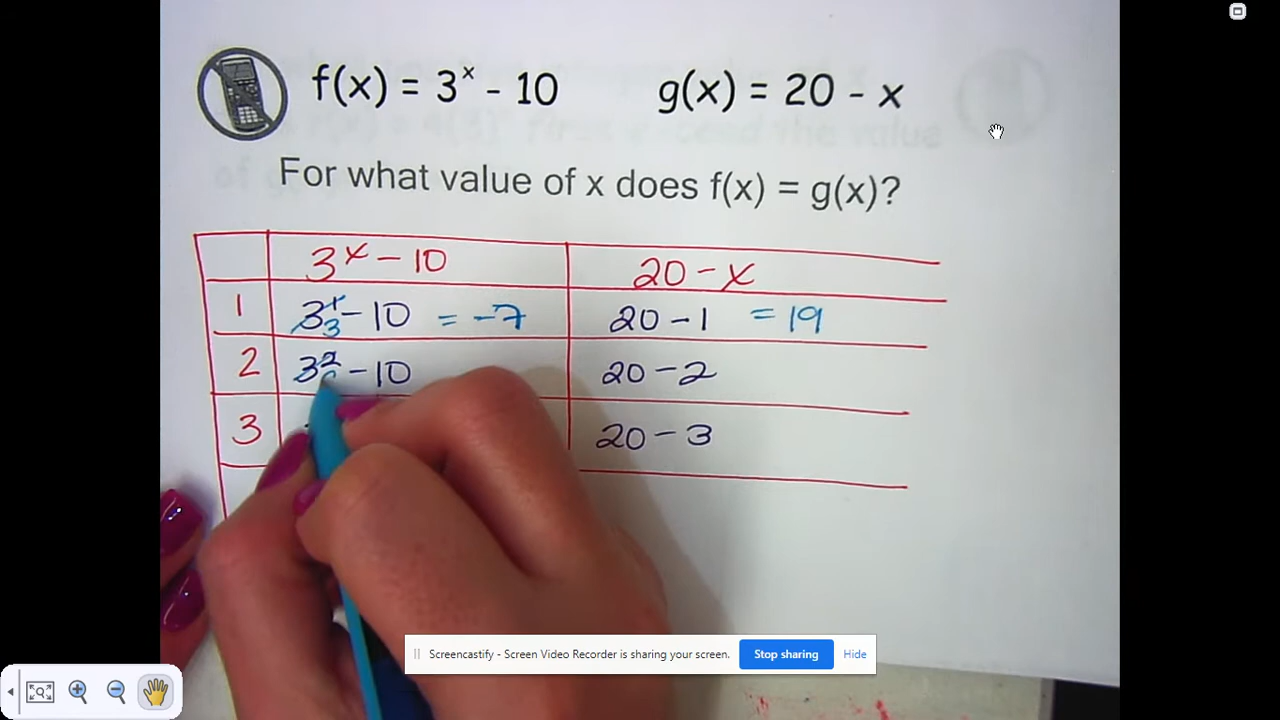 f(x) = 3ˣ - 10 g(x) = 20 - x
For what value of x does f(x) = g(x)?
3ˣ - 10 20 - x
1 3¹ 3 - 10 = -7 20 - 1 = 19
2 3² - 10 20 - 2
3 20 - 3
Screencastify - Screen Video Recorder is sharing your screen. Stop sharing Hide